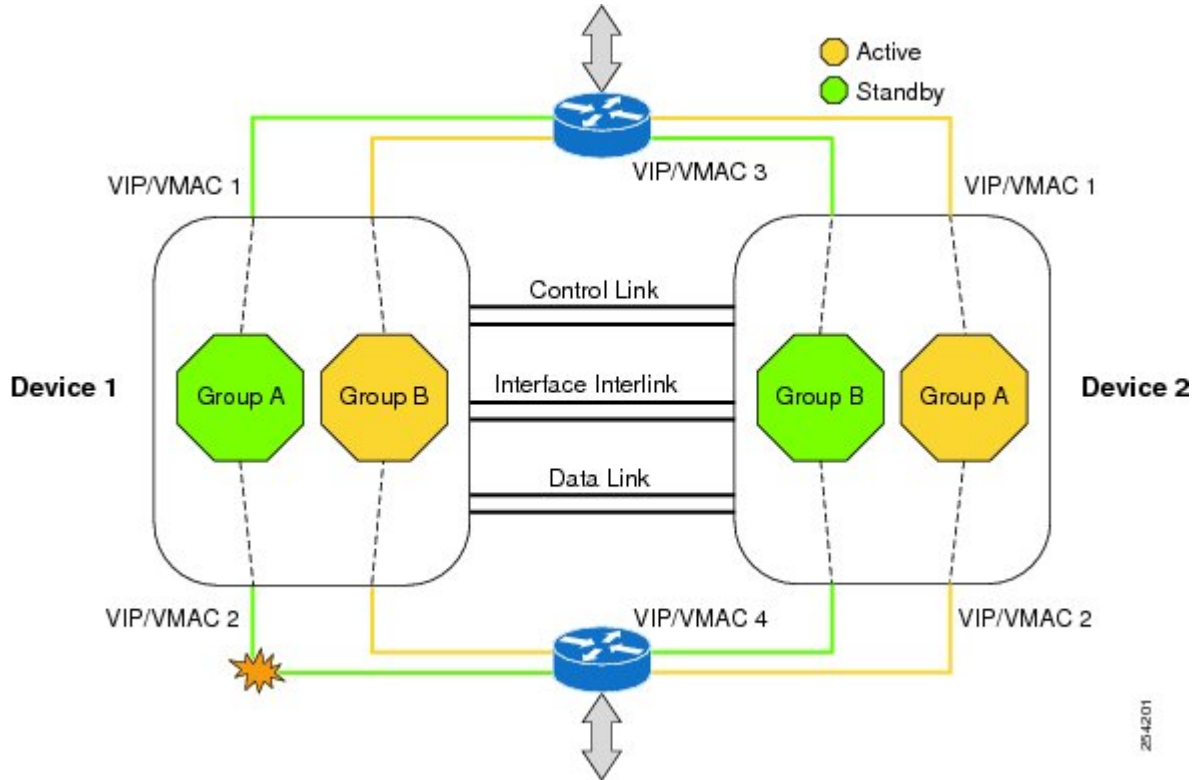 Active
Standby
VIP/VMAC 1
VIP/VMAC 3
VIP/VMAC 1
Control Link
Device 1
Group A
Group B
Interface Interlink
Group B
Group A
Device 2
Data Link
VIP/VMAC 2
VIP/VMAC 4
VIP/VMAC 2
254201